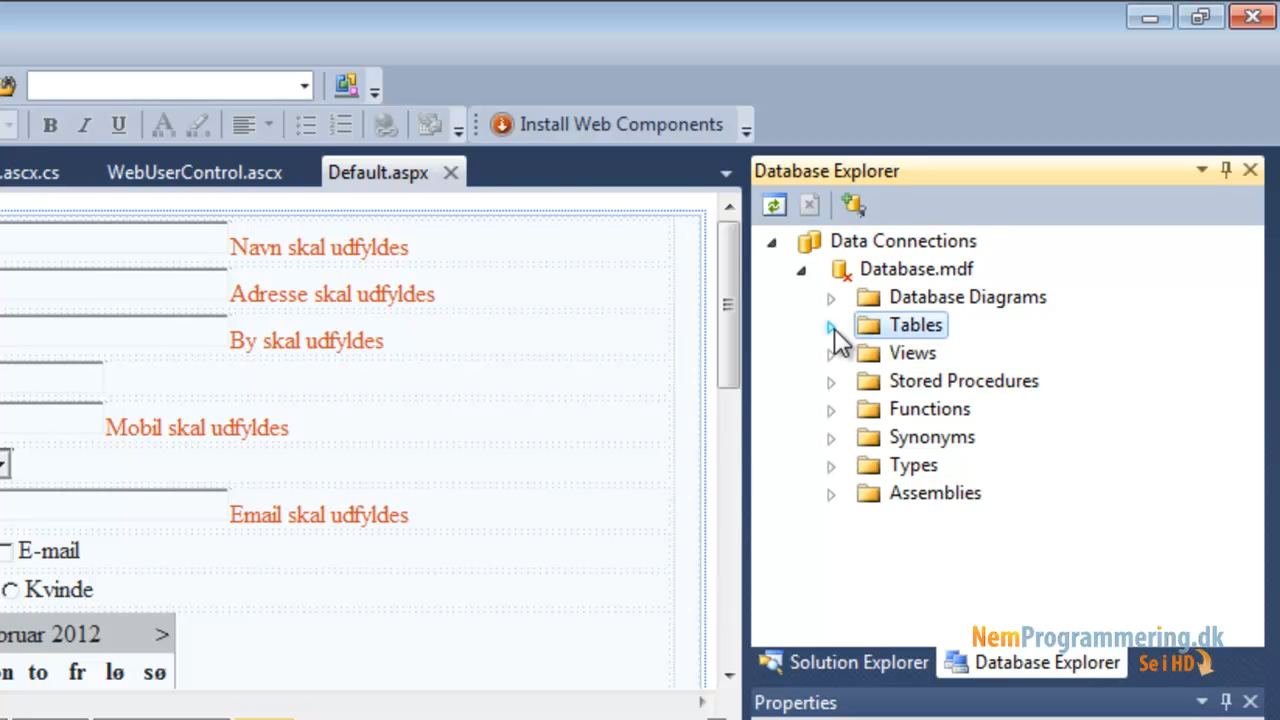 B I U
Install Web Components
.ascx.cs
WebUserControl.ascx
Default.aspx
Database Explorer
Navn skal udfyldes
Adresse skal udfyldes
By skal udfyldes
Mobil skal udfyldes
Email skal udfyldes
E-mail
Kvinde
oruar 2012 >
on to fr lø sø
Data Connections
Database.mdf
Database Diagrams
Tables
Views
Stored Procedures
Functions
Synonyms
Types
Assemblies
NemProgrammering.dk
Se i HD
Solution Explorer
Database Explorer
Properties